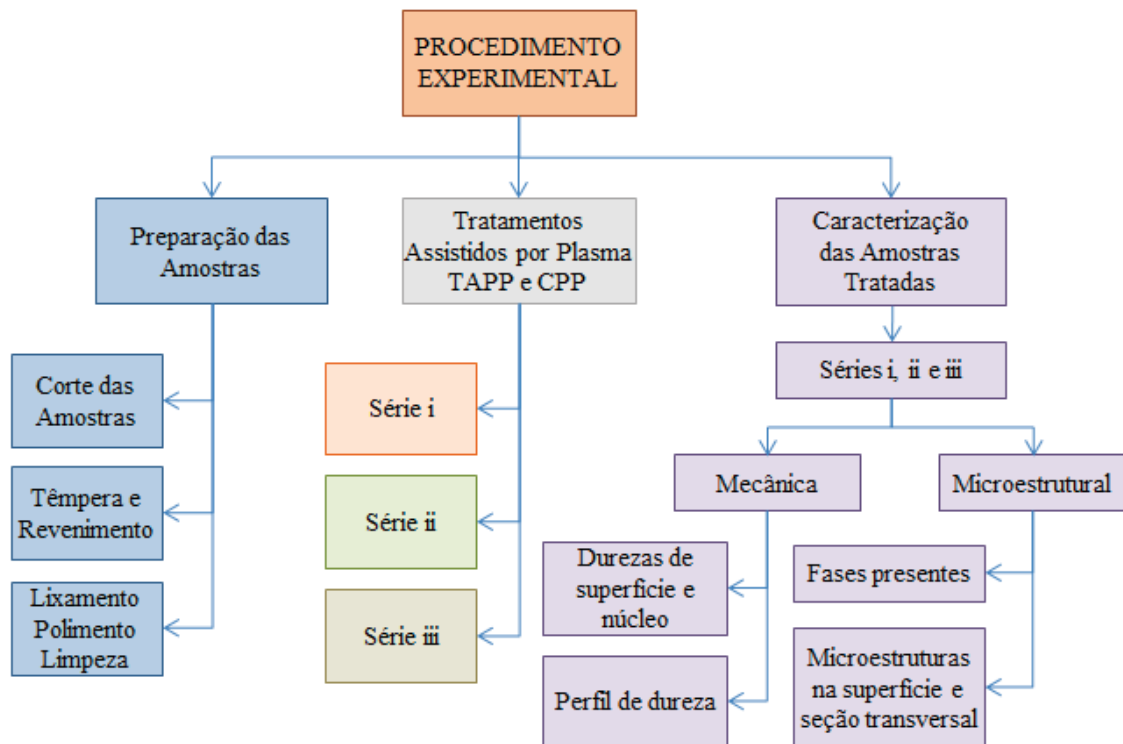 PROCEDIMENTO
EXPERIMENTAL
Preparação das
Amostras
Tratamentos
Assistidos por Plasma
TAPP e CPP
Caracterização
das Amostras
Tratadas
Corte das
Amostras
Têmpera e
Revenimento
Lixamento
Polimento
Limpeza
Série i
Série ii
Série iii
Séries i, ii e iii
Mecânica
Microestrutural
Durezas de
superfície e
núcleo
Perfil de dureza
Fases presentes
Microestruturas
na superfície e
seção transversal